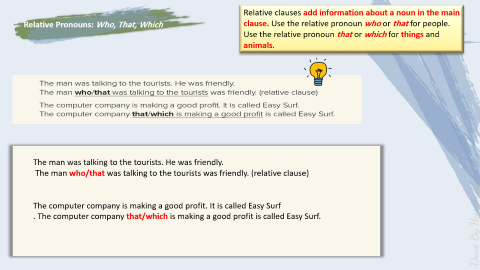 Relative Pronouns: Who, That, Which
Relative clauses add information about a noun in the main
clause. Use the relative pronoun who or that for people.
Use the relative pronoun that or which for things and
animals.
The man was talking to the tourists. He was friendly.
The man who/that was talking to the tourists was friendly. (relative clause)
The computer company is making a good profit. It is called Easy Surf.
The computer company that/which is making a good profit is called Easy Surf.
The man was talking to the tourists. He was friendly.
The man who/that was talking to the tourists was friendly. (relative clause)
The computer company is making a good profit. It is called Easy Surf
. The computer company that/which is making a good profit is called Easy Surf.